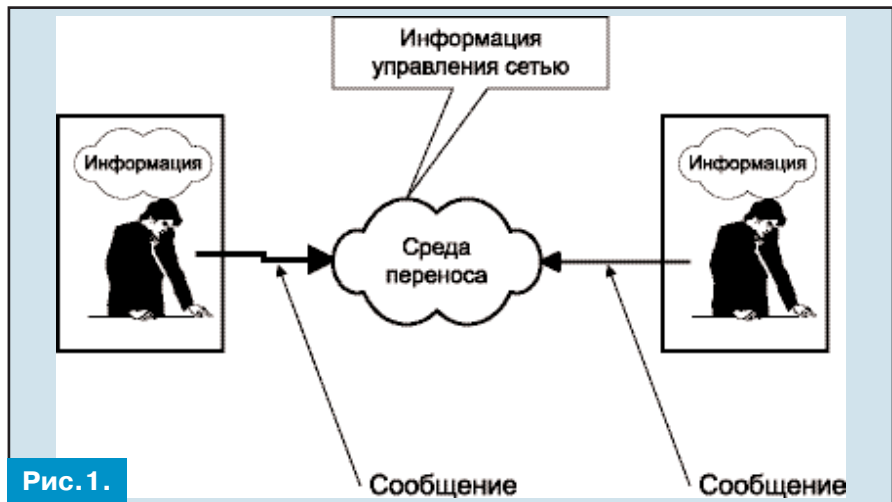 Информация
управления сетью
Информация
Информация
Среда
переноса
Рис.1.
Сообщение
Сообщение